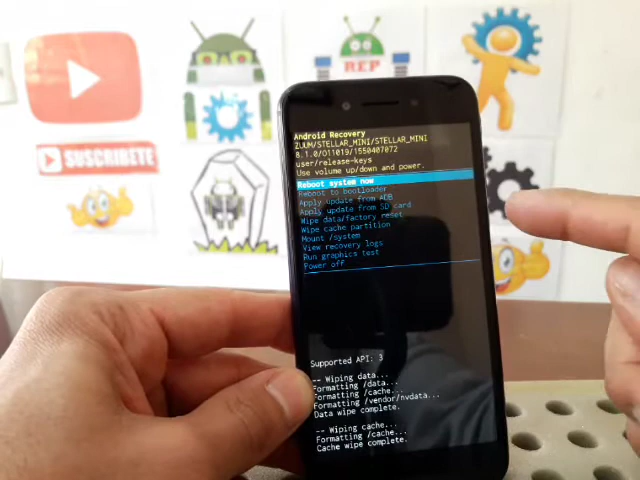 REP
SUSCRIBETE
Android Recovery
ZUUM/STELLAR_MINI/STELLAR_MINI
8.1.0/O11019/1550407072
user/release-keys
Use volume up/down and power.
Reboot system now
Reboot to bootloader
Apply update from ADB
Apply update from SD card
Wipe data/factory reset
Wipe cache partition
Mount /system
View recovery logs
Run graphics test
Power off
Supported API: 3
-- Wiping data...
Formatting /data...
Formatting /cache...
Formatting /vendor/nvdata...
Data wipe complete.
-- Wiping cache...
Formatting /cache...
Cache wipe complete.